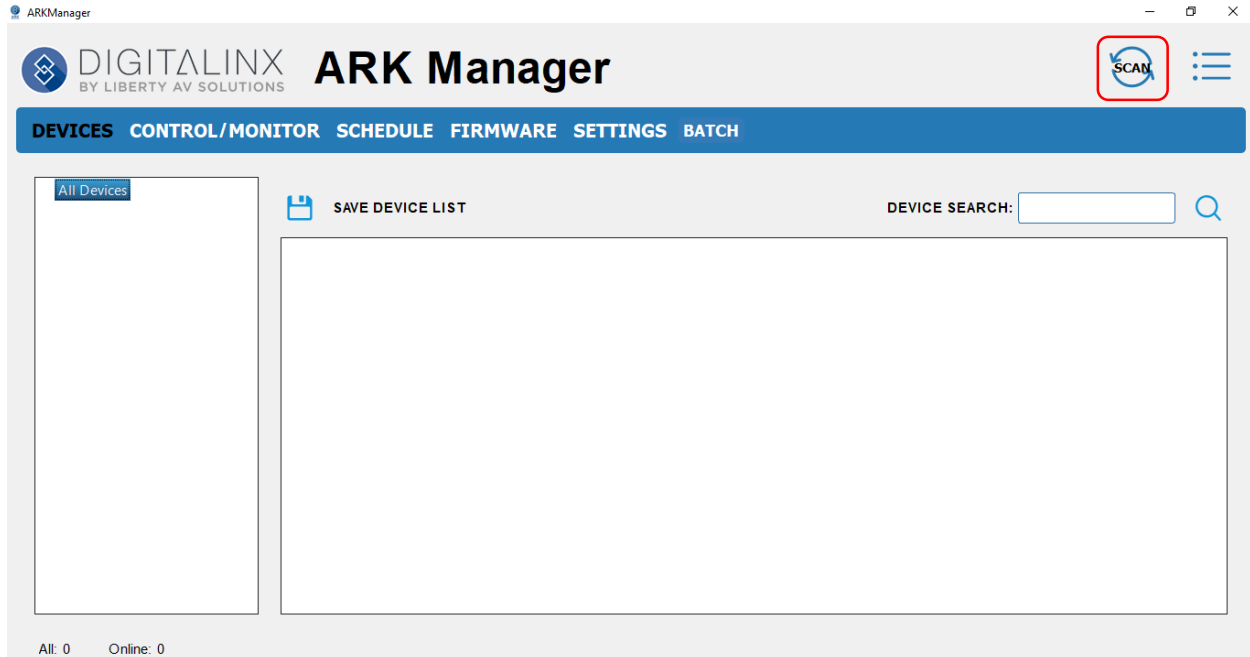 ARKManager
DIGITALINX
BY LIBERTY AV SOLUTIONS
ARK Manager
SCAN
DEVICES CONTROL/MONITOR SCHEDULE FIRMWARE SETTINGS BATCH
All Devices
SAVE DEVICE LIST
DEVICE SEARCH:
All: 0 Online: 0